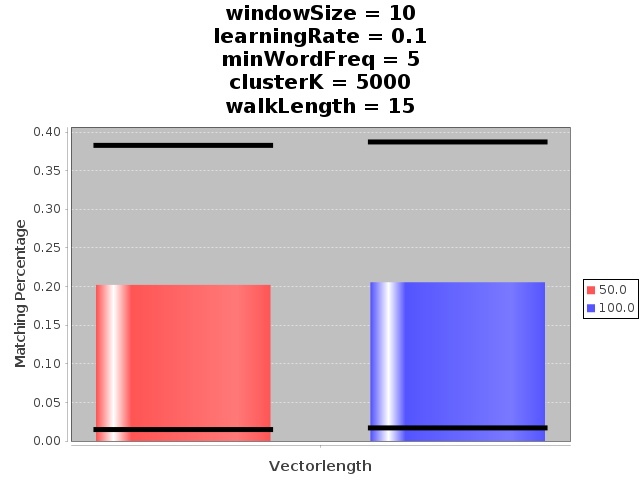 windowSize = 10
learningRate = 0.1
minWordFreq = 5
clusterK = 5000
walkLength = 15
0.40
0.35
0.30
0.25
0.20
0.15
0.10
0.05
0.00
Matching Percentage
Vectorlength
50.0
100.0